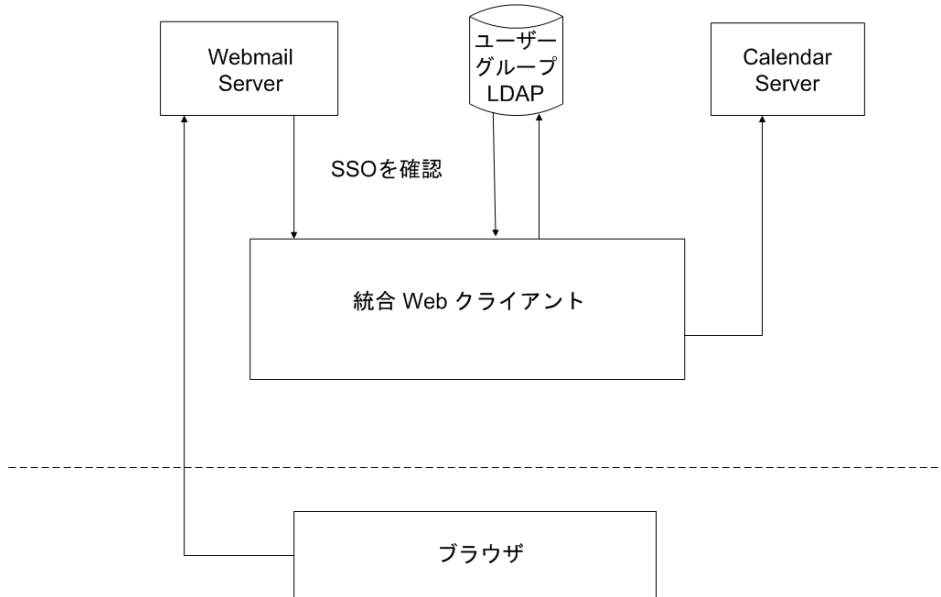 Webmail
Server
ユーザー
グループ
LDAP
Calendar
Server
SSOを確認
統合 Web クライアント
ブラウザ